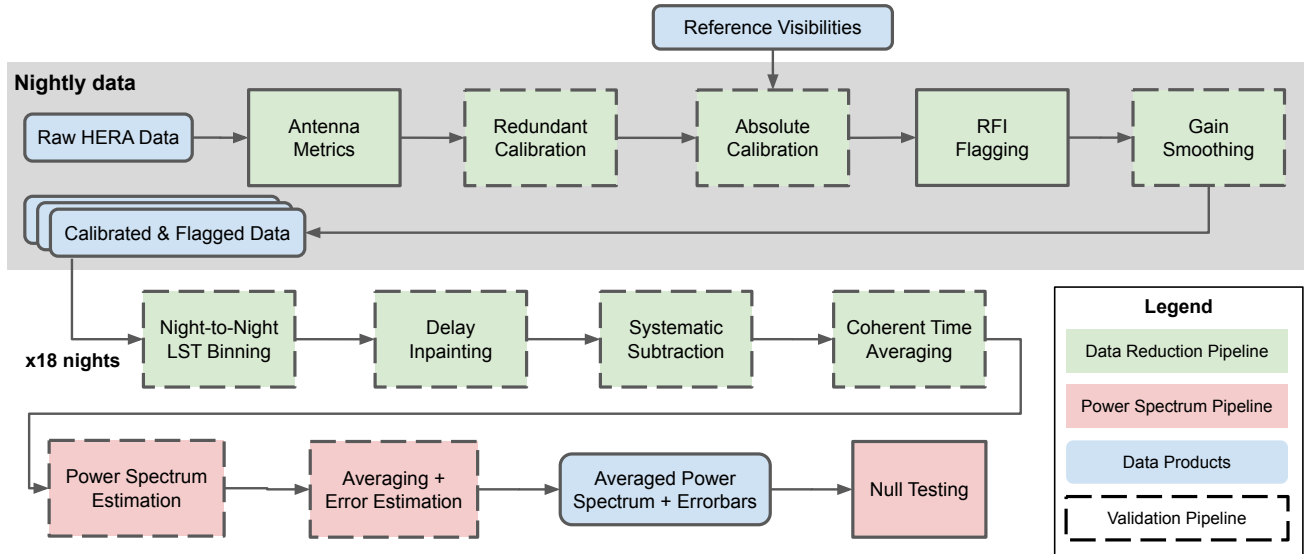 Reference Visibilities
Nightly data
Raw HERA Data
Antenna
Metrics
Redundant
Calibration
Absolute
Calibration
RFI
Flagging
Gain
Smoothing
Calibrated & Flagged Data
x18 nights
Night-to-Night
LST Binning
Delay
Inpainting
Systematic
Subtraction
Coherent Time
Averaging
Power Spectrum
Estimation
Averaging +
Error Estimation
Averaged Power
Spectrum + Errorbars
Null Testing
Legend
Data Reduction Pipeline
Power Spectrum Pipeline
Data Products
Validation Pipeline